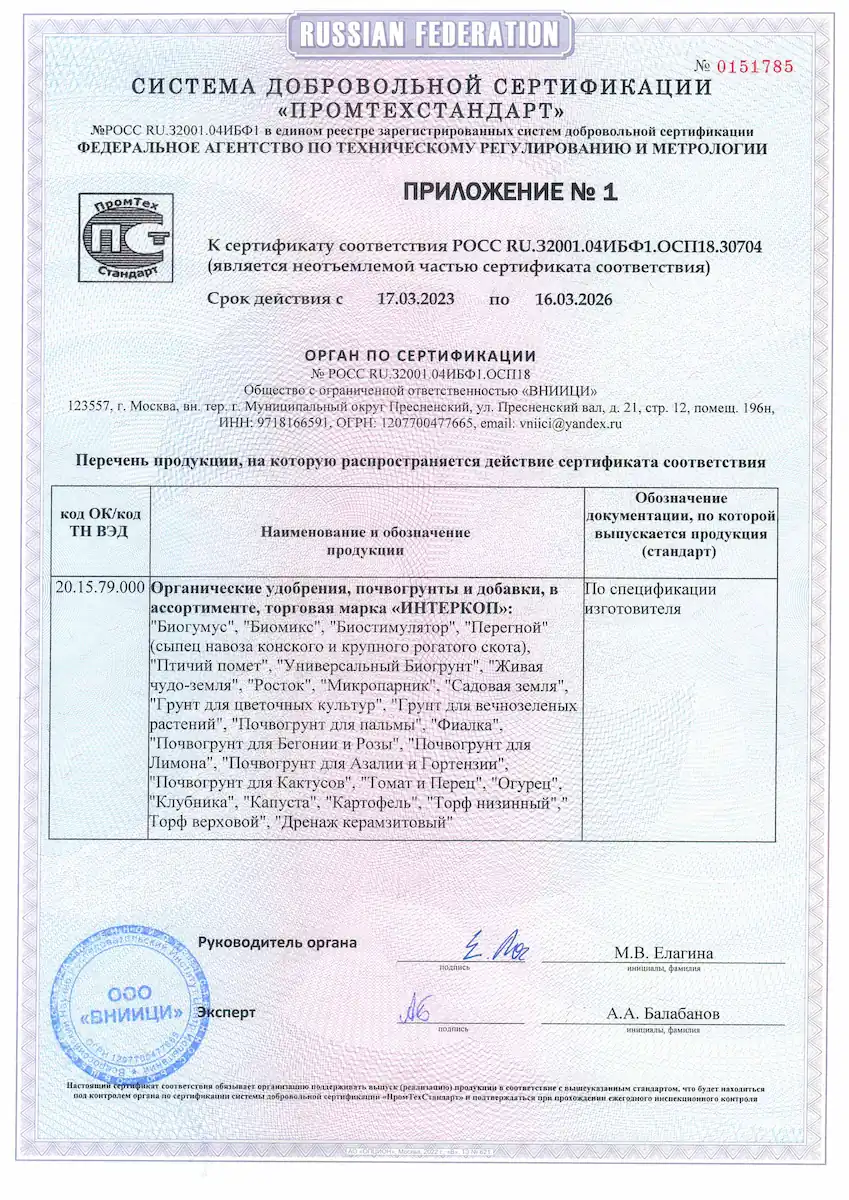 RUSSIAN FEDERATION
№ 0151785
СИСТЕМА ДОБРОВОЛЬНОЙ СЕРТИФИКАЦИИ
«ПРОМТЕХСТАНДАРТ»
№РОСС RU.32001.04ИБФ1 в едином реестре зарегистрированных систем добровольной сертификации
ФЕДЕРАЛЬНОЕ АГЕНТСТВО ПО ТЕХНИЧЕСКОМУ РЕГУЛИРОВАНИЮ И МЕТРОЛОГИИ
ПРИЛОЖЕНИЕ № 1
ПромТех
ПСТ
Стандарт
К сертификату соответствия РОСС RU.32001.04ИБФ1.ОСП18.30704
(является неотъемлемой частью сертификата соответствия)
Срок действия с 17.03.2023 по 16.03.2026
ОРГАН ПО СЕРТИФИКАЦИИ
№ РОСС RU.32001.04ИБФ1.ОСП18
Общество с ограниченной ответственностью «ВНИИЦИ»
123557, г. Москва, вн. тер. г. Муниципальный округ Пресненский, ул. Пресненский вал, д. 21, стр. 12, помещ. 196н,
ИНН: 9718166591, ОГРН: 1207700477665, email: vniici@yandex.ru
Перечень продукции, на которую распространяется действие сертификата соответствия
код ОК/код
ТН ВЭД
Наименование и обозначение
продукции
Обозначение
документации, по которой
выпускается продукция
(стандарт)
20.15.79.000
Органические удобрения, почвогрунты и добавки, в
ассортименте, торговая марка «ИНТЕРКОП»:
"Биогумус", "Биомикс", "Биостимулятор", "Перегной"
(сыпец навоза конского и крупного рогатого скота),
"Птичий помет", "Универсальный Биогрунт", "Живая
чудо-земля", "Росток", "Микропарник", "Садовая земля",
"Грунт для цветочных культур", "Грунт для вечнозеленых
растений", "Почвогрунт для пальмы", "Фиалка",
"Почвогрунт для Бегонии и Розы", "Почвогрунт для
Лимона", "Почвогрунт для Азалии и Гортензии",
"Почвогрунт для Кактусов", "Томат и Перец", "Огурец",
"Клубника", "Капуста", "Картофель", "Торф низинный","
Торф верховой", "Дренаж керамзитовый"
По спецификации
изготовителя
Руководитель органа
подпись
М.В. Елагина
инициалы, фамилия
ООО
«ВНИИЦИ»
ОГРН 1207700477665
Эксперт
подпись
А.А. Балабанов
инициалы, фамилия
Настоящий сертификат соответствия обязывает организацию поддерживать выпуск (реализацию) продукции в соответствие с вышеуказанным стандартом, что будет находиться
под контролем органа по сертификации системы добровольной сертификации «ПромТехСтандарт» и подтверждаться при прохождении ежегодного инспекционного контроля